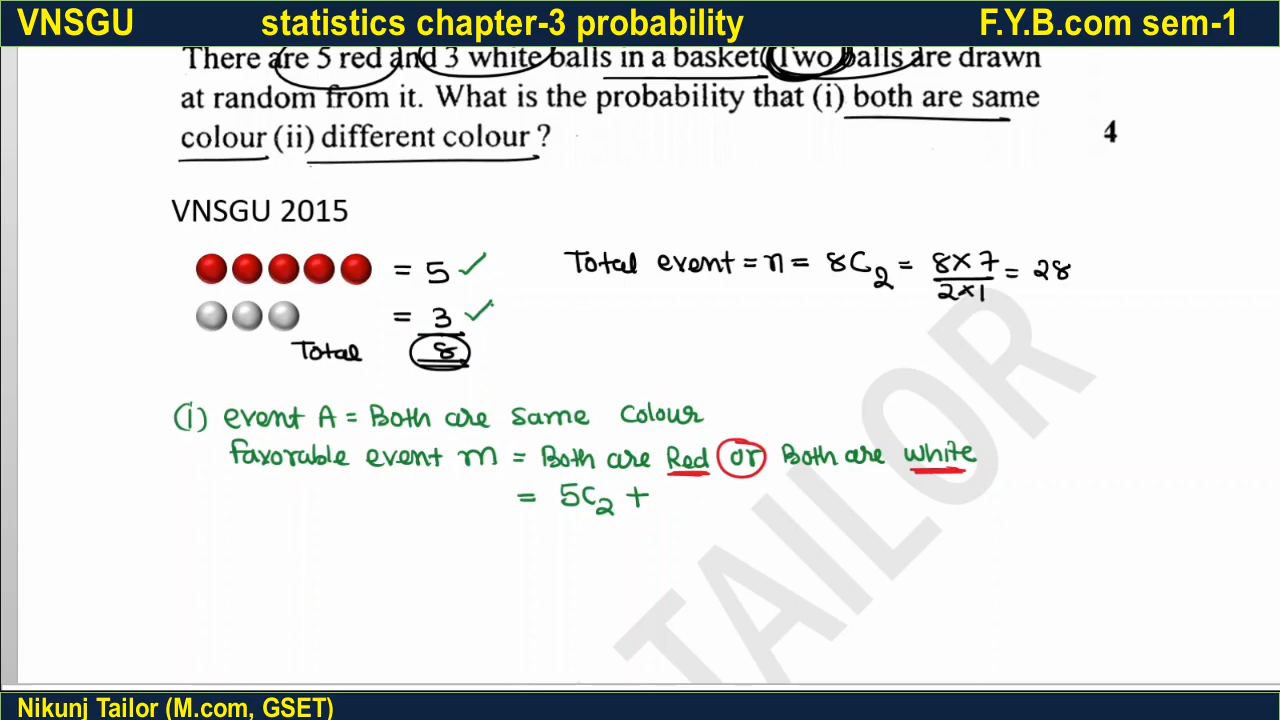 VNSGU statistics chapter-3 probability F.Y.B.com sem-1
There are 5 red and 3 white balls in a basket. Two balls are drawn
at random from it. What is the probability that (i) both are same
colour (ii) different colour ? 4
VNSGU 2015
= 5 ✓ Total event = n = 8C2 = 8×7/2×1 = 28
= 3 ✓
Total 8
(i) event A = Both are same colour
favorable event m = Both are Red or Both are white
= 5C2 +
TAILOR
Nikunj Tailor (M.com, GSET)